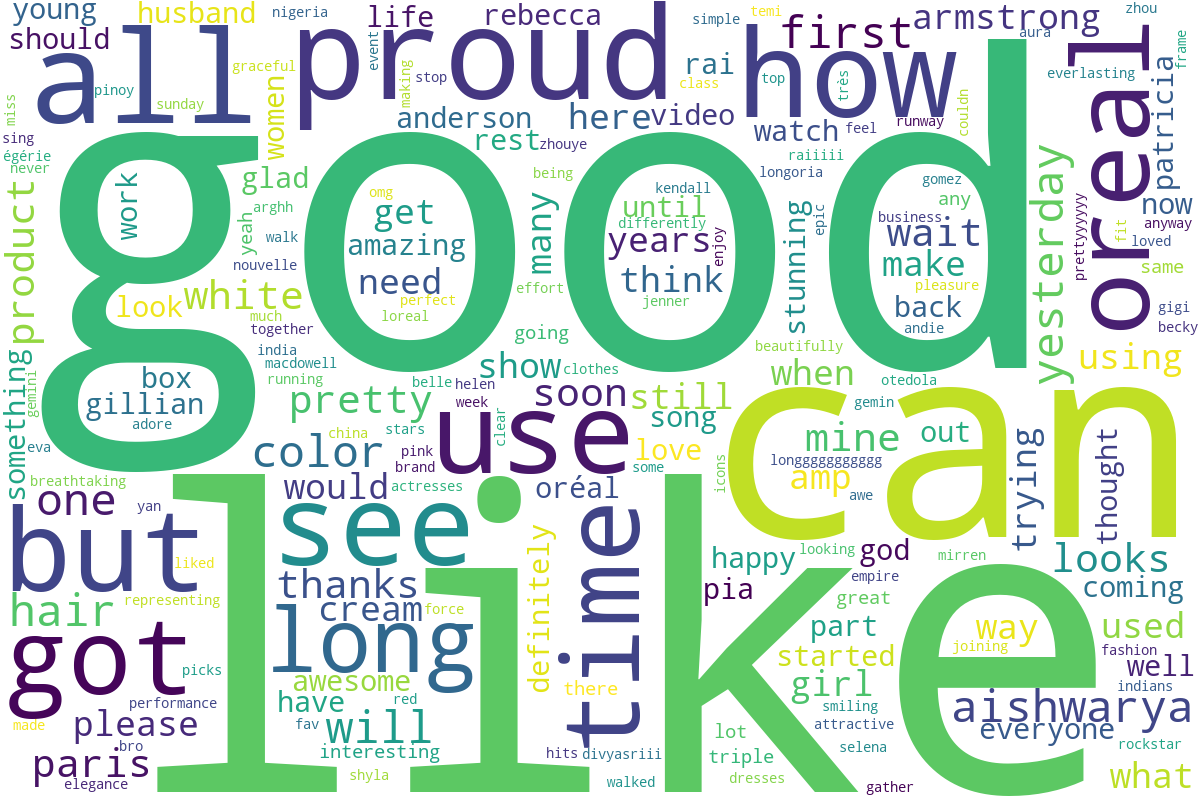 young
husband
nigeria
life
rebecca
simple
temi
armstrong
zhou
should
all
graceful
event
proud
stop
making
rai
class
top
first
how
très
aura
oreal
frame
everlasting
miss
pinoy
sunday
women
anderson
here
video
watch
feel
runway
couldn
patricia
sing
égérie
never
rest
zhouye
raiiiii
longoria
glad
arghh
yeah
walk
work
good
omg
get
amazing
need
perfect
loreal
being
many
kendall
until
differently
years
enjoy
think
jenner
stunning
epic
gomez
any
business
wait
make
pleasure
back
andie
yesterday
prettyyyyyy
now
anyway
fit
loved
same
product
look
white
nouvelle
much
together
effort
going
gigi
becky
using
something
gemini
box
gillian
adore
india
macdowell
running
pretty
belle
helen
week
show
clothes
soon
still
beautifully
when
otedola
gemin
can
eva
breathtaking
china
stars
color
pink
brand
use
clear
song
love
some
icons
mine
out
longggggggggg
amp
awe
trying
thought
one
yan
but
liked
representing
would
actresses
see
oréal
like
thanks
cream
force
long
definitely
time
happy
looking
god
mirren
looks
pia
empire
great
coming
hair
got
picks
performance
awesome
have
red
fav
will
interesting
there
part
started
girl
smiling
way
joining
used
fashion
well
indians
aishwarya
everyone
made
please
bro
paris
elegance
shyla
hits
divyasriii
walked
lot
triple
dresses
attractive
selena
gather
rockstar
what